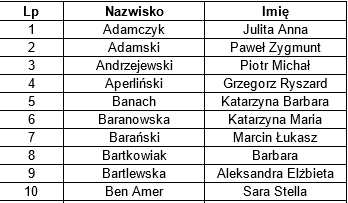 Lp Nazwisko Imię
1 Adamczyk Julita Anna
2 Adamski Paweł Zygmunt
3 Andrzejewski Piotr Michał
4 Aperliński Grzegorz Ryszard
5 Banach Katarzyna Barbara
6 Baranowska Katarzyna Maria
7 Barański Marcin Łukasz
8 Bartkowiak Barbara
9 Bartlewska Aleksandra Elżbieta
10 Ben Amer Sara Stella